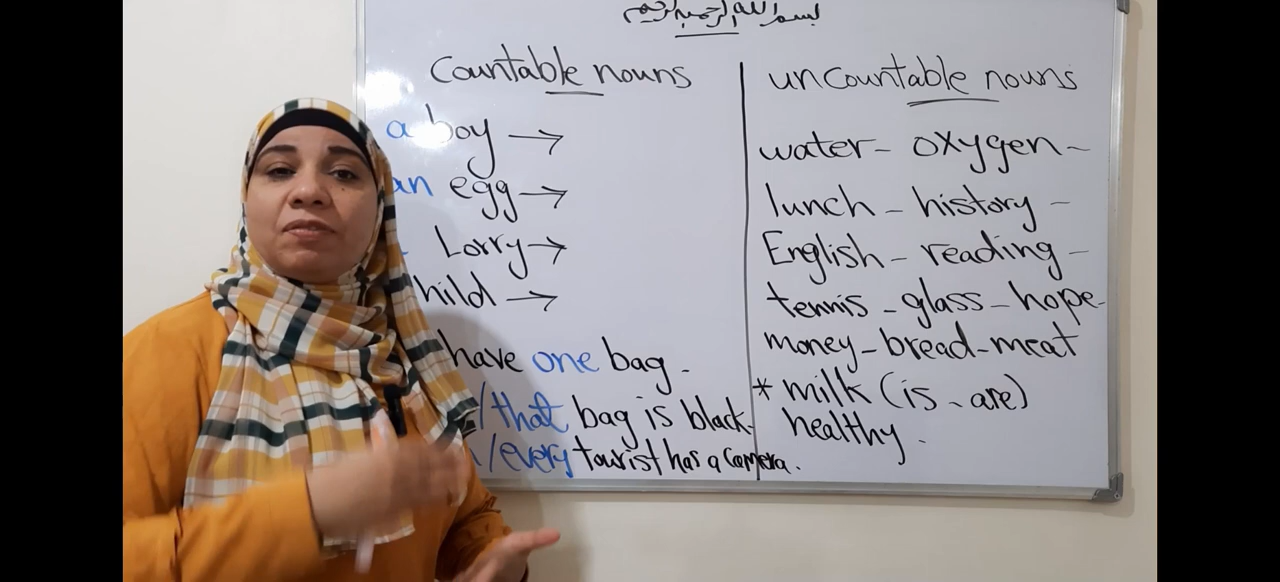 بسم الله الرحمن الرحيم
Countable nouns
a boy →
an egg →
Lorry →
hild →
have one bag.
/that bag is black.
/every tourist has a camera.
uncountable nouns
water - oxygen -
lunch - history -
English - reading -
tennis - glass - hope -
money - bread - meat
* milk (is - are)
healthy.